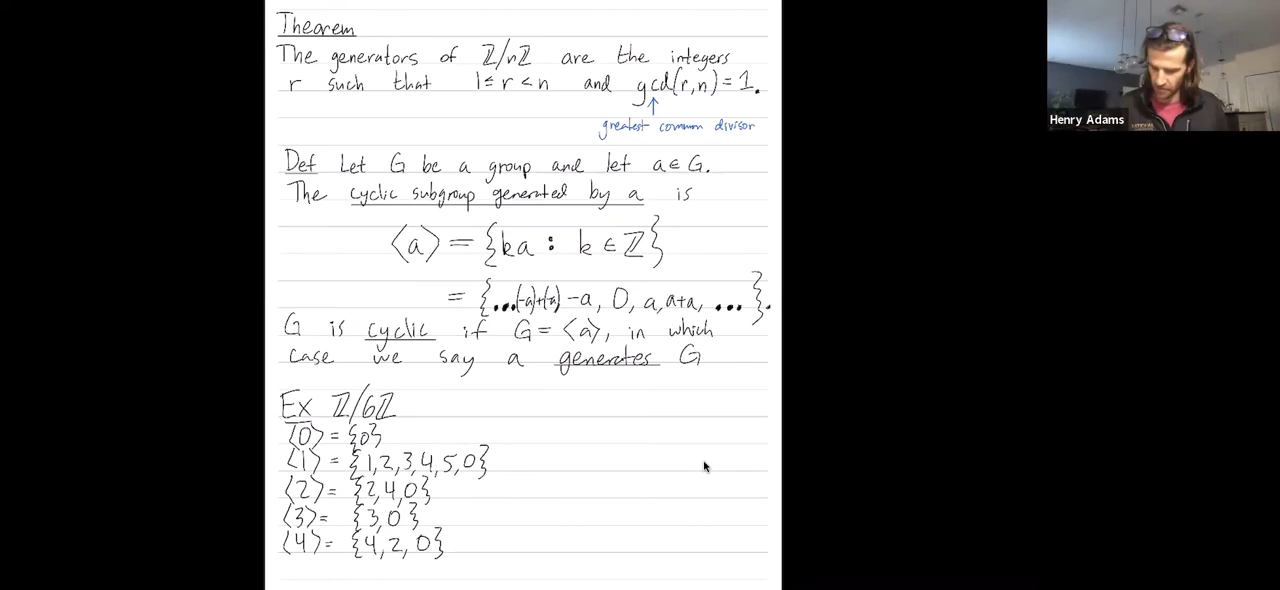 Theorem
The generators of ℤ/nℤ are the integers
r such that 1 ≤ r < n and gcd(r,n) = 1.
↑
greatest common divisor
Def Let G be a group and let a ∈ G.
The cyclic subgroup generated by a is
⟨a⟩ = {ka : k ∈ ℤ}
= {...(-a)+(-a) -a, 0, a, a+a, ...}.
G is cyclic if G = ⟨a⟩, in which
case we say a generates G
Ex ℤ/6ℤ
⟨0⟩ = {0}
⟨1⟩ = {1,2,3,4,5,0}
⟨2⟩ = {2,4,0}
⟨3⟩ = {3,0}
⟨4⟩ = {4,2,0}
Henry Adams